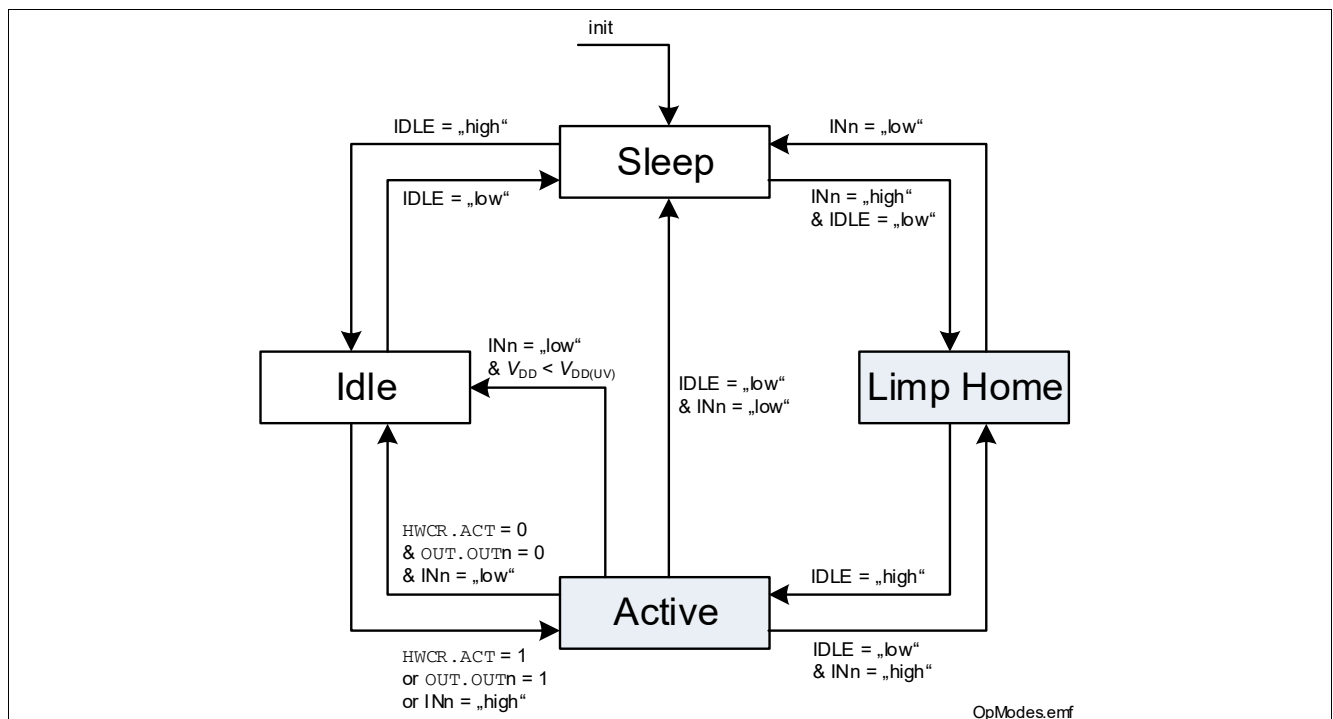 init
IDLE = „high“
INn = „low“
Sleep
IDLE = „low“
INn = „high“
& IDLE = „low“
INn = „low“
& VDD < VDD(UV)
Idle
IDLE = „low“
& INn = „low“
Limp Home
HWCR.ACT = 0
& OUT.OUTn = 0
& INn = „low“
IDLE = „high“
Active
HWCR.ACT = 1
or OUT.OUTn = 1
or INn = „high“
IDLE = „low“
& INn = „high“
OpModes.emf